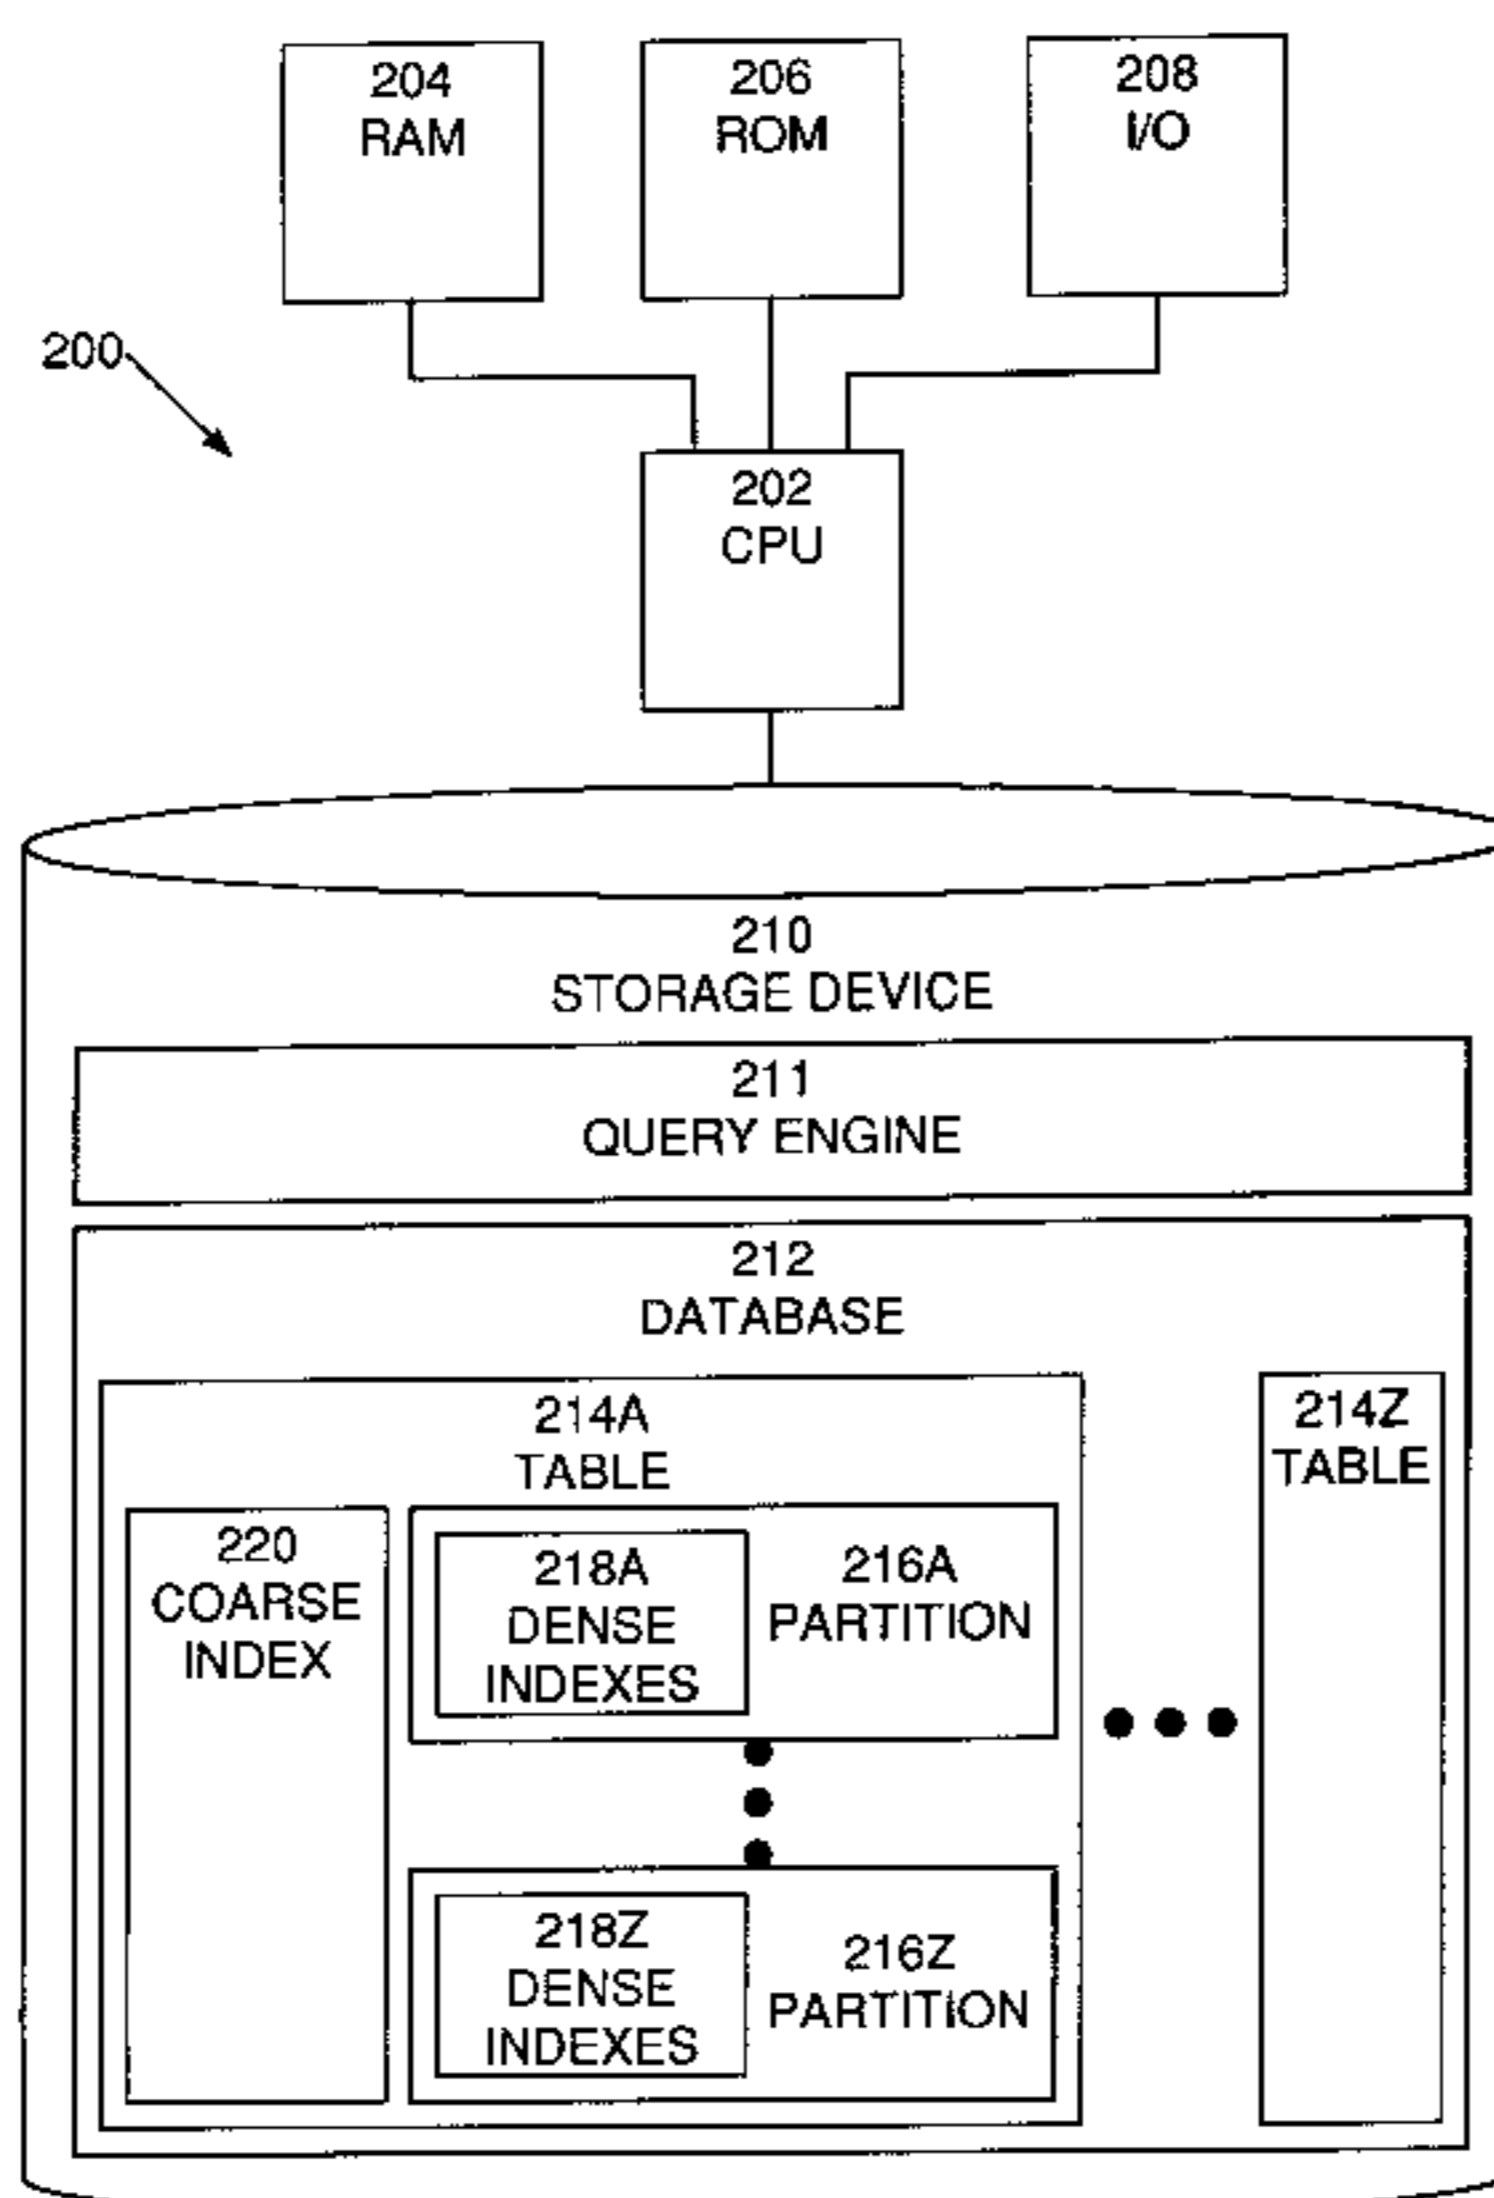 204
RAM
206
ROM
208
I/O
200
202
CPU
210
STORAGE DEVICE
211
QUERY ENGINE
212
DATABASE
214A
TABLE
220
COARSE
INDEX
218A
DENSE
INDEXES
216A
PARTITION
218Z
DENSE
INDEXES
216Z
PARTITION
214Z
TABLE